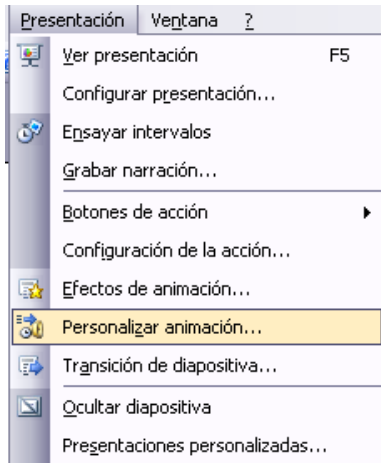 Presentación Ventana ?
Ver presentación F5
Configurar presentación...
Ensayar intervalos
Grabar narración...
Botones de acción
Configuración de la acción...
Efectos de animación...
Personalizar animación...
Transición de diapositiva...
Ocultar diapositiva
Presentaciones personalizadas...